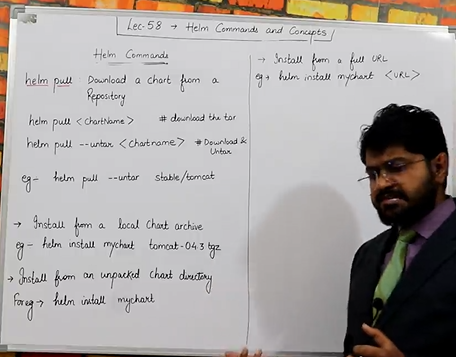 Lec-58 → Helm Commands and Concepts
Helm Commands
helm pull : Download a chart from a
Repository
helm pull <ChartName> # download the tar
helm pull --untar <Chartname> # Download &
Untar
eg- helm pull --untar stable/tomcat
→ Install from a local Chart archive
eg- helm install mychart tomcat-0.4.3.tgz
→ Install from an unpacked chart directory
Foreg → helm install mychart
→ Install from a full URL
eg → helm install mychart <URL>